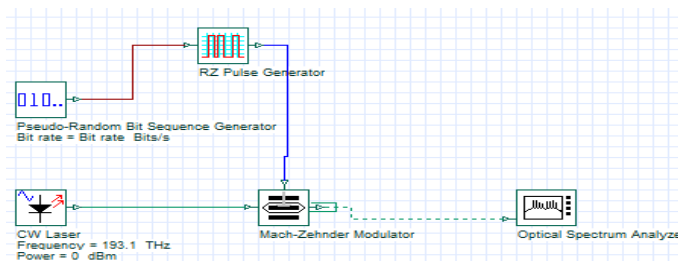 RZ Pulse Generator
010..
Pseudo-Random Bit Sequence Generator
Bit rate = Bit rate Bits/s
CW Laser
Frequency = 193.1 THz
Power = 0 dBm
Mach-Zehnder Modulator
Optical Spectrum Analyze